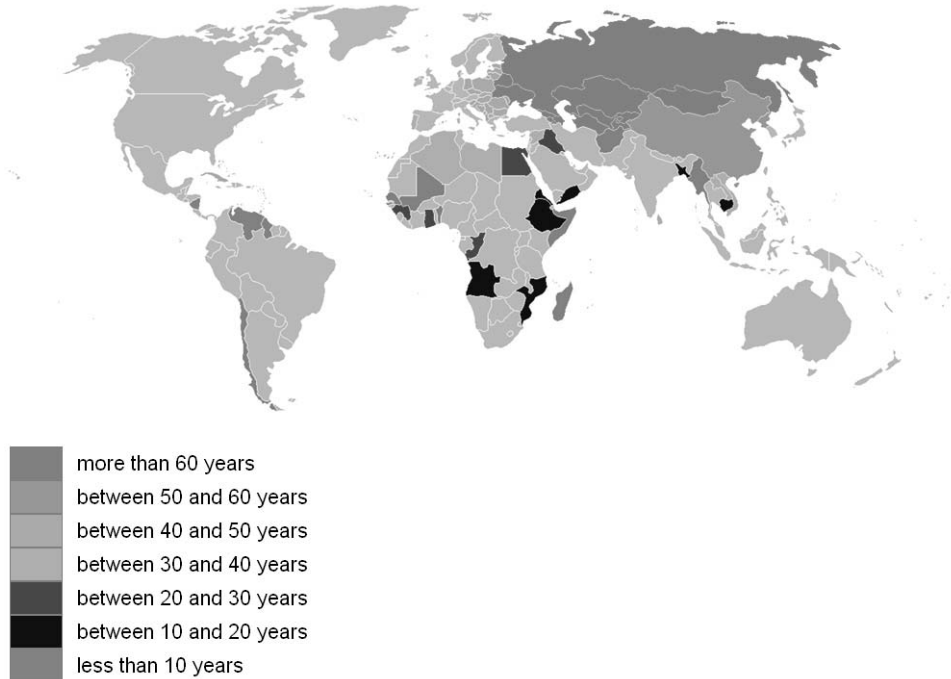 more than 60 years
between 50 and 60 years
between 40 and 50 years
between 30 and 40 years
between 20 and 30 years
between 10 and 20 years
less than 10 years